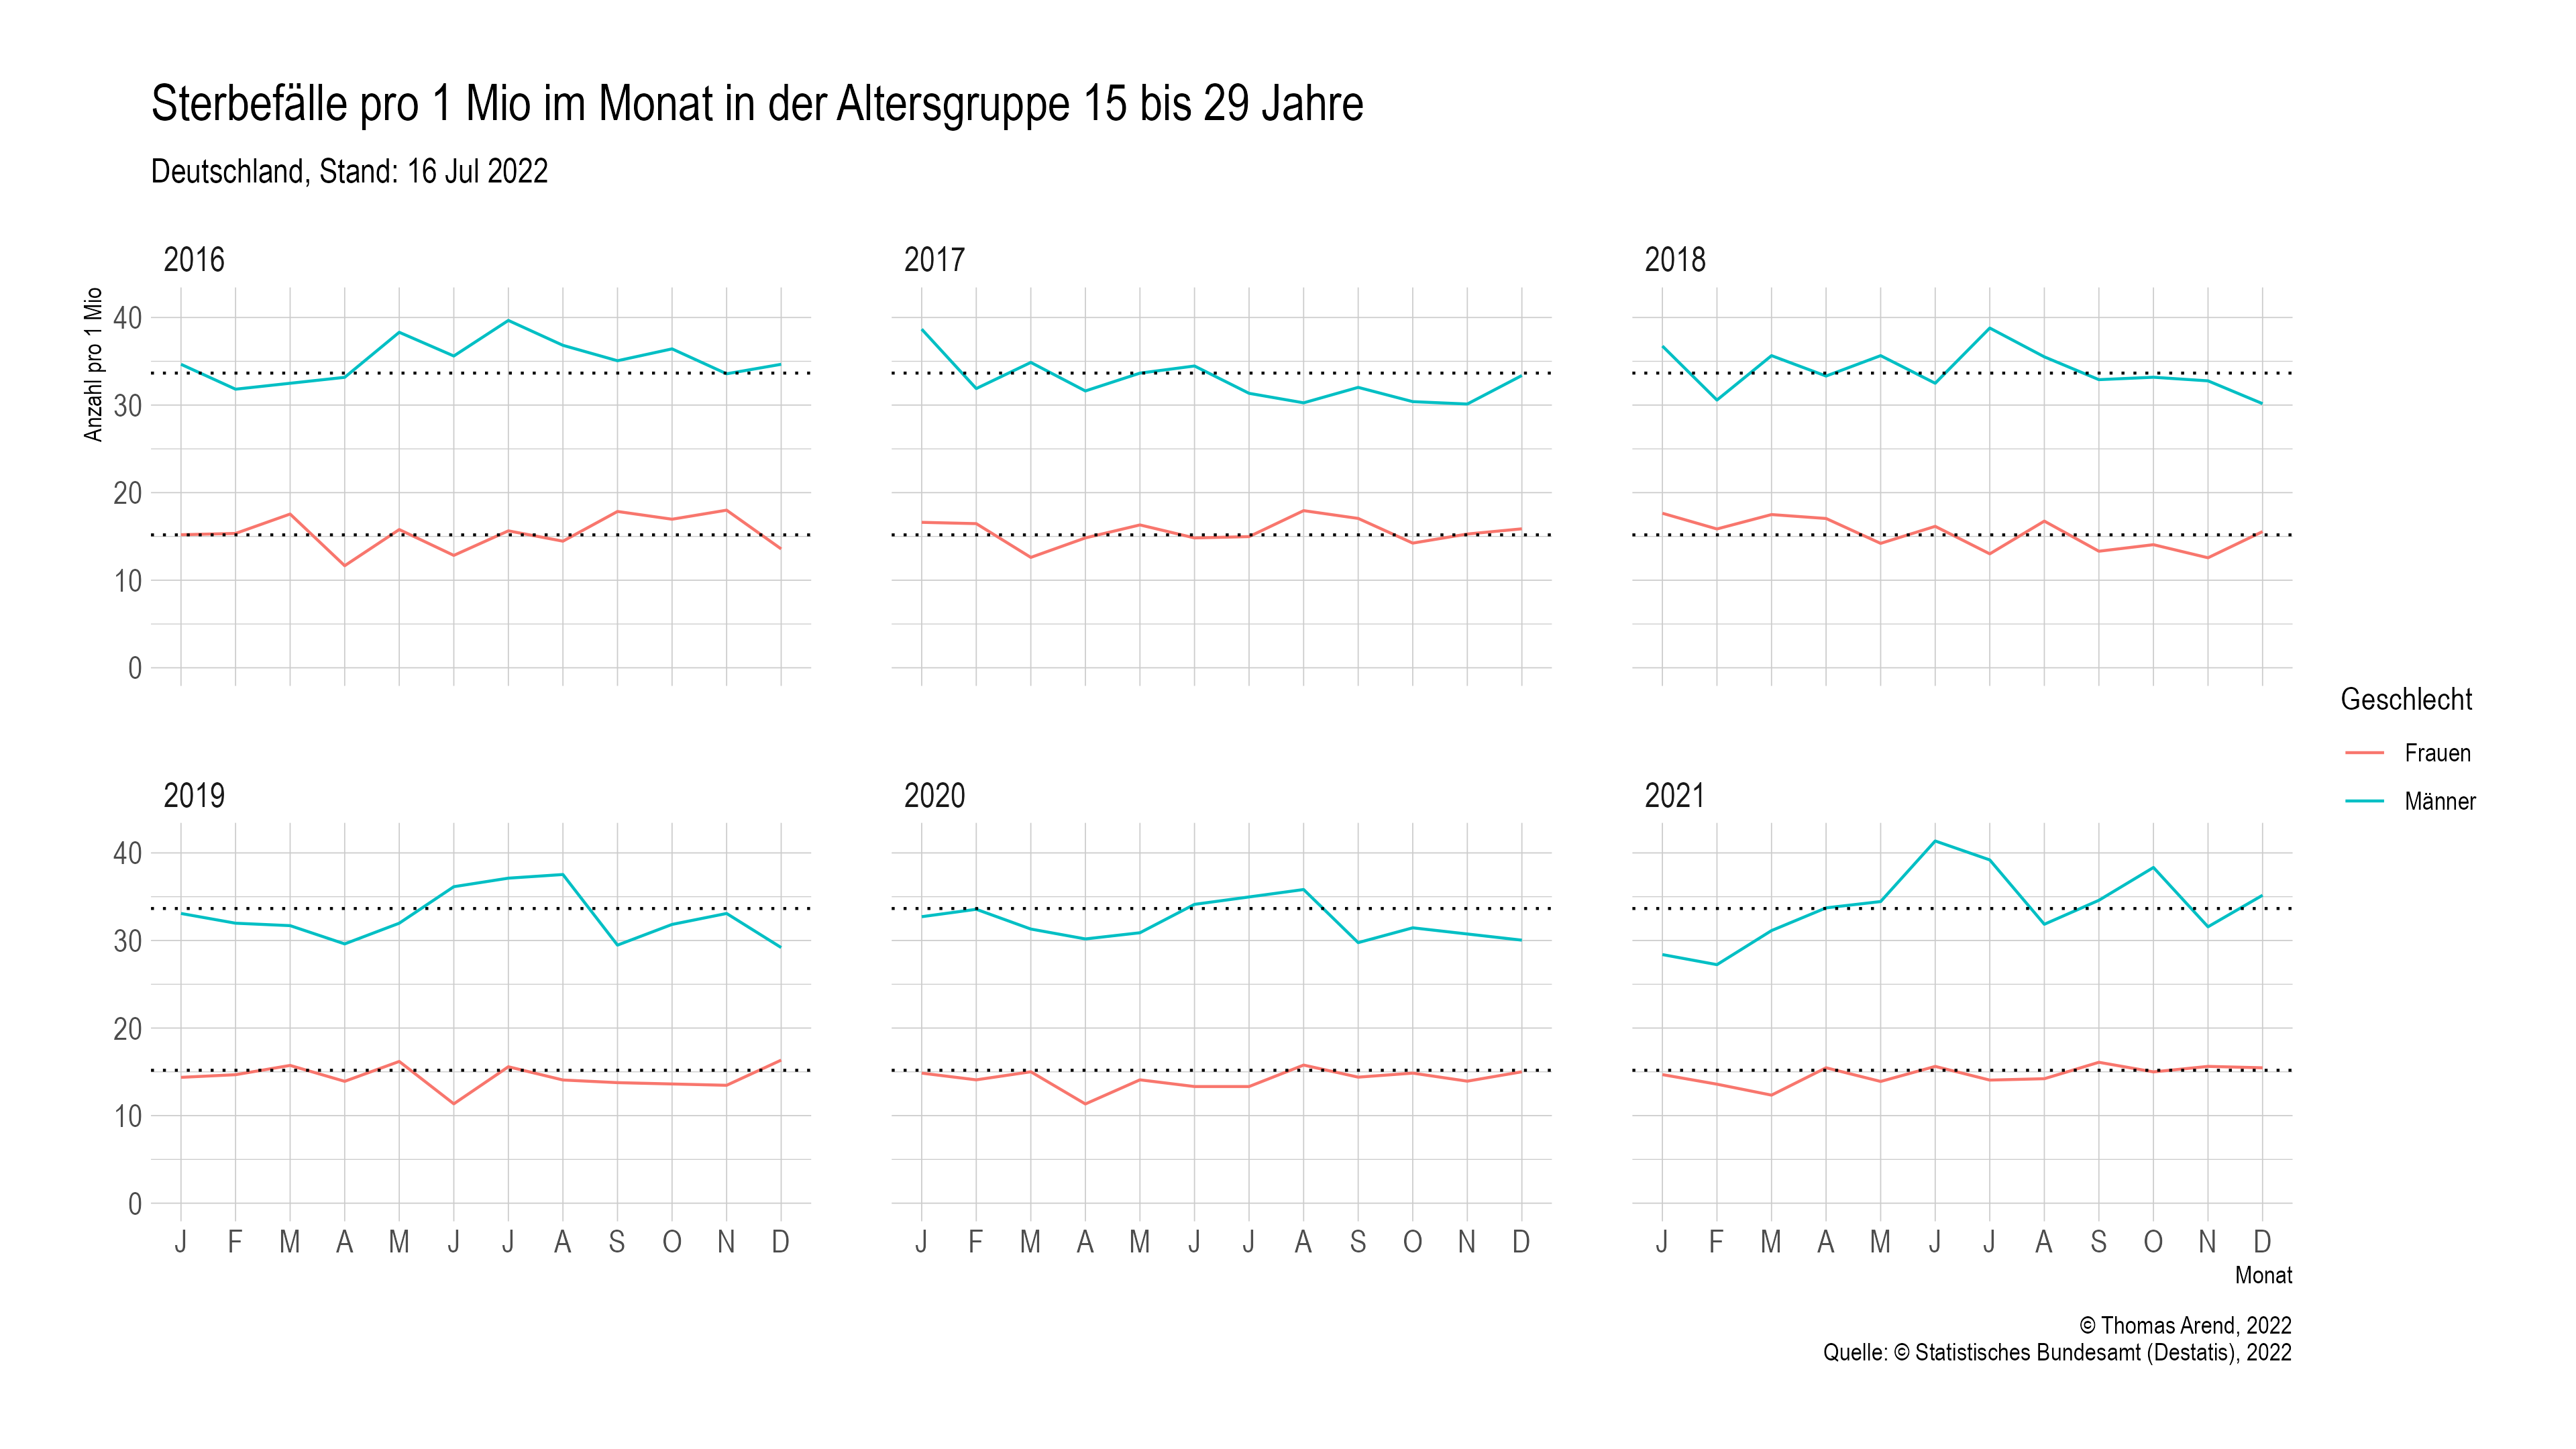 Sterbefälle pro 1 Mio im Monat in der Altersgruppe 15 bis 29 Jahre
Deutschland, Stand: 16 Jul 2022
2016
2017
2018
Anzahl pro 1 Mio
40
30
20
10
0
Geschlecht
Frauen
Männer
2019
2020
2021
40
30
20
10
0
J F M A M J J A S O N D
J F M A M J J A S O N D
J F M A M J J A S O N D
Monat
© Thomas Arend, 2022
Quelle: © Statistisches Bundesamt (Destatis), 2022